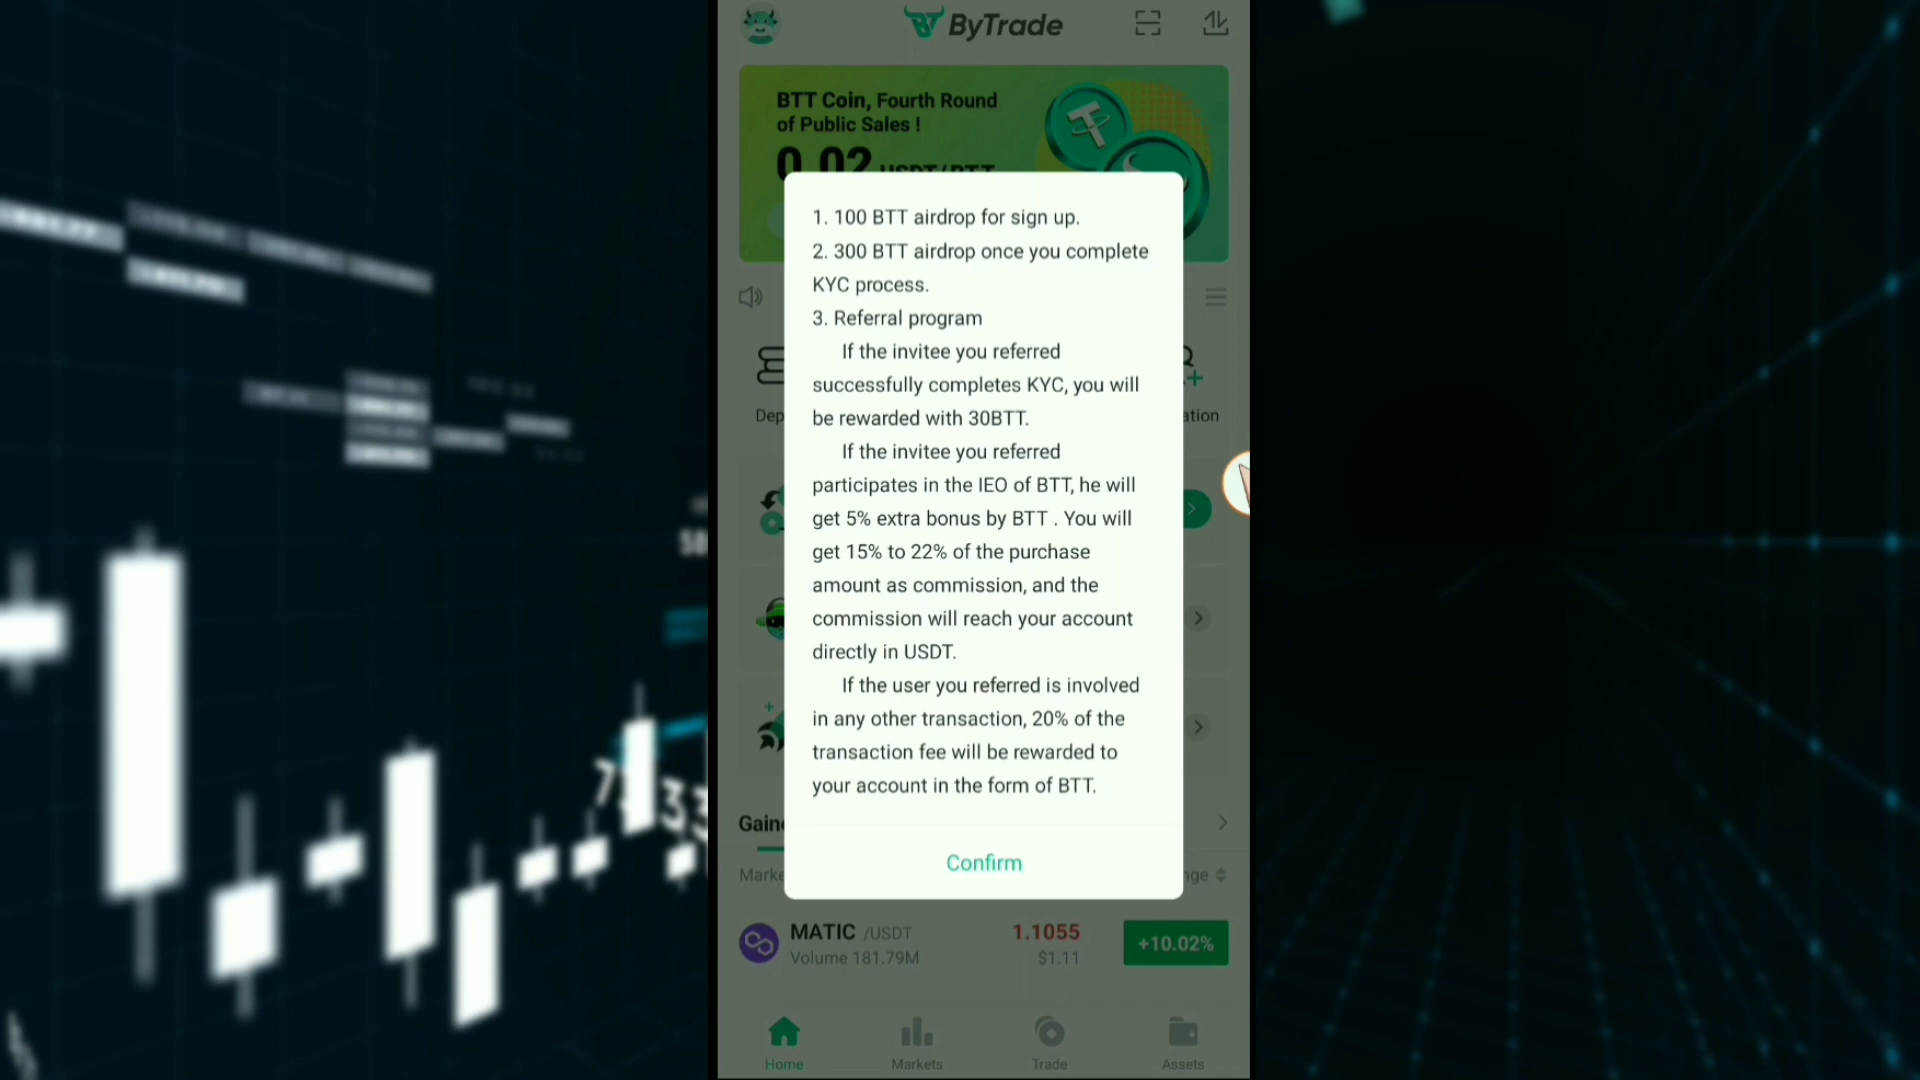 ByTrade
BTT Coin, Fourth Round
of Public Sales !
0.02
1. 100 BTT airdrop for sign up.
2. 300 BTT airdrop once you complete
KYC process.
3. Referral program
If the invitee you referred
successfully completes KYC, you will
be rewarded with 30BTT.
If the invitee you referred
participates in the IEO of BTT, he will
get 5% extra bonus by BTT . You will
get 15% to 22% of the purchase
amount as commission, and the
commission will reach your account
directly in USDT.
If the user you referred is involved
in any other transaction, 20% of the
transaction fee will be rewarded to
your account in the form of BTT.
Confirm
MATIC /USDT 1.1055 +10.02%
Volume 181.79M $1.11
Home Markets Trade Assets